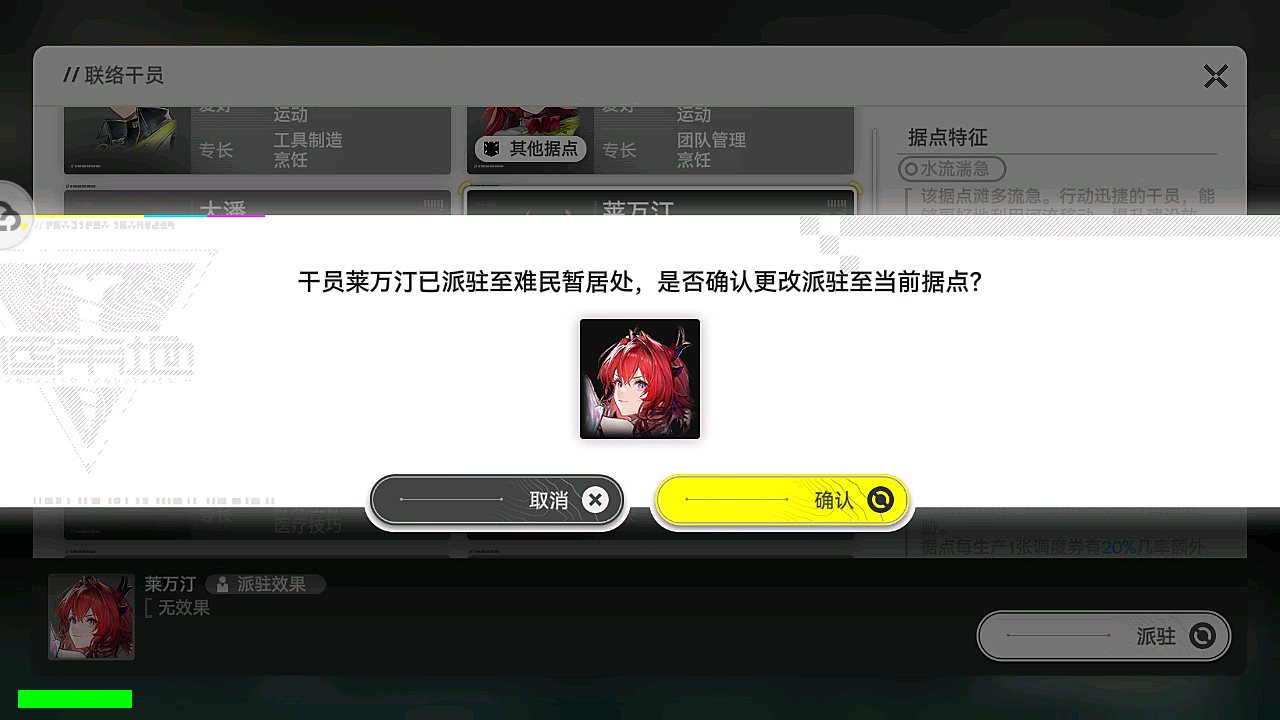 // 联络干员
运动
运动
工具制造
团队管理
专长
烹饪
其他据点
专长
烹饪
据点特征
水流湍急
该据点滩多流急。行动迅捷的干员，能
大潘
莱万汀
干员莱万汀已派驻至难民暂居处，是否确认更改派驻至当前据点？
取消
确认
医疗技巧
据点每生产1张调度券有20%几率额外
莱万汀
派驻效果
无效果
派驻